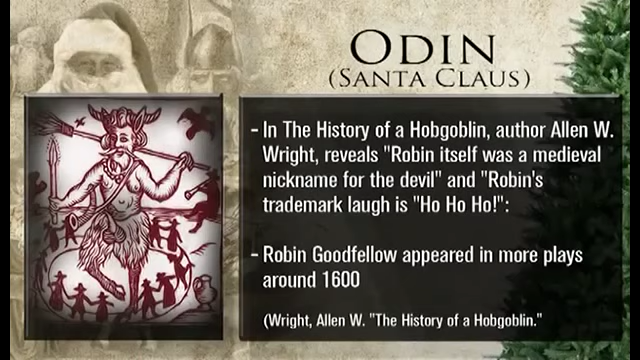 ODIN
(SANTA CLAUS)
- In The History of a Hobgoblin, author Allen W.
Wright, reveals "Robin itself was a medieval
nickname for the devil" and "Robin's
trademark laugh is "Ho Ho Ho!":
- Robin Goodfellow appeared in more plays
around 1600
(Wright, Allen W. "The History of a Hobgoblin."